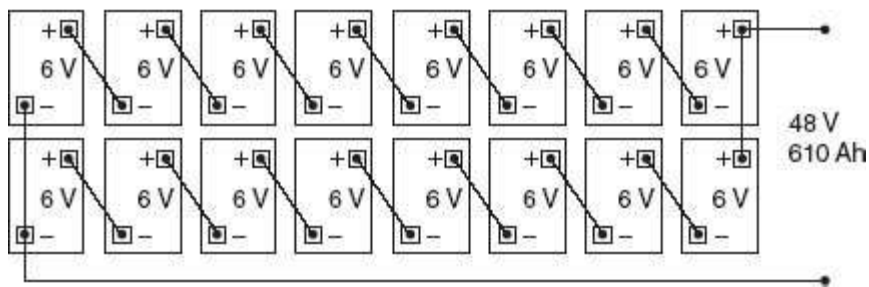 + + + + + + + +
6 V 6 V 6 V 6 V 6 V 6 V 6 V 6 V
– – – – – – – –
48 V
610 Ah
+ + + + + + + +
6 V 6 V 6 V 6 V 6 V 6 V 6 V 6 V
– – – – – – – –